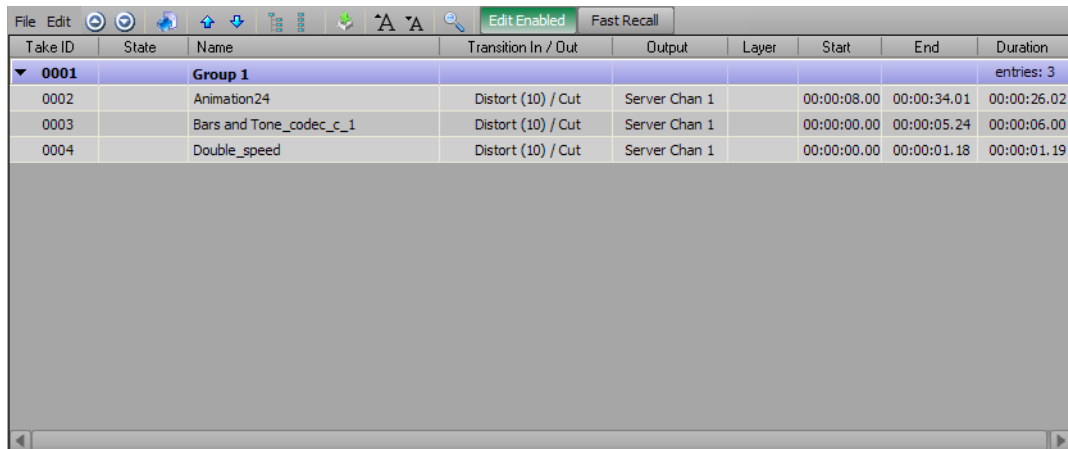 File Edit A A Edit Enabled Fast Recall
Take ID State Name Transition In / Out Output Layer Start End Duration
0001 Group 1 entries: 3
0002 Animation24 Distort (10) / Cut Server Chan 1 00:00:08.00 00:00:34.01 00:00:26.02
0003 Bars and Tone_codec_c_1 Distort (10) / Cut Server Chan 1 00:00:00.00 00:00:05.24 00:00:06.00
0004 Double_speed Distort (10) / Cut Server Chan 1 00:00:00.00 00:00:01.18 00:00:01.19